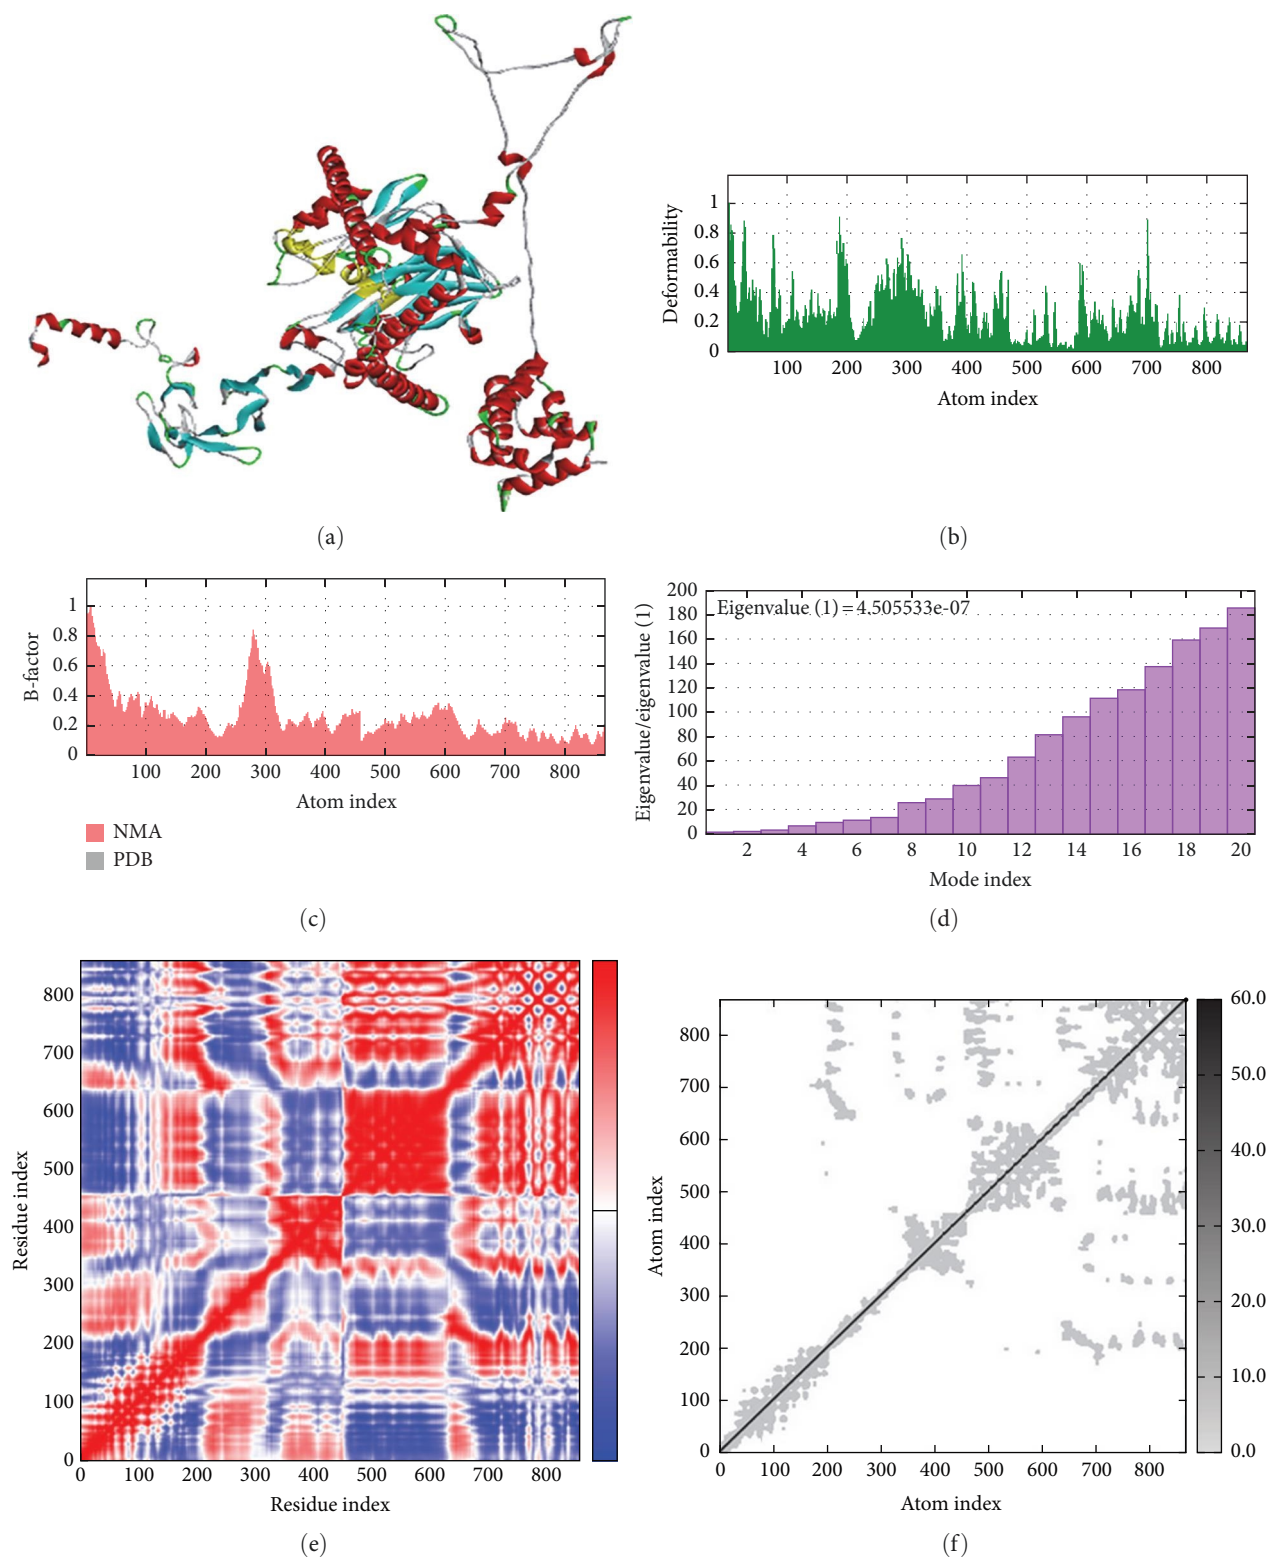 (a)
Deformability
1
0.8
0.6
0.4
0.2
0
100 200 300 400 500 600 700 800
Atom index
(b)
B-factor
1
0.8
0.6
0.4
0.2
0
100 200 300 400 500 600 700 800
Atom index
NMA
PDB
(c)
Eigenvalue/eigenvalue (1)
200
180
160
140
120
100
80
60
40
20
0
Eigenvalue (1) = 4.505533e-07
2 4 6 8 10 12 14 16 18 20
Mode index
(d)
Residue index
800
700
600
500
400
300
200
100
0
0 100 200 300 400 500 600 700 800
Residue index
(e)
Atom index
800
700
600
500
400
300
200
100
0
0 100 200 300 400 500 600 700 800
Atom index
60.0
50.0
40.0
30.0
20.0
10.0
0.0
(f)